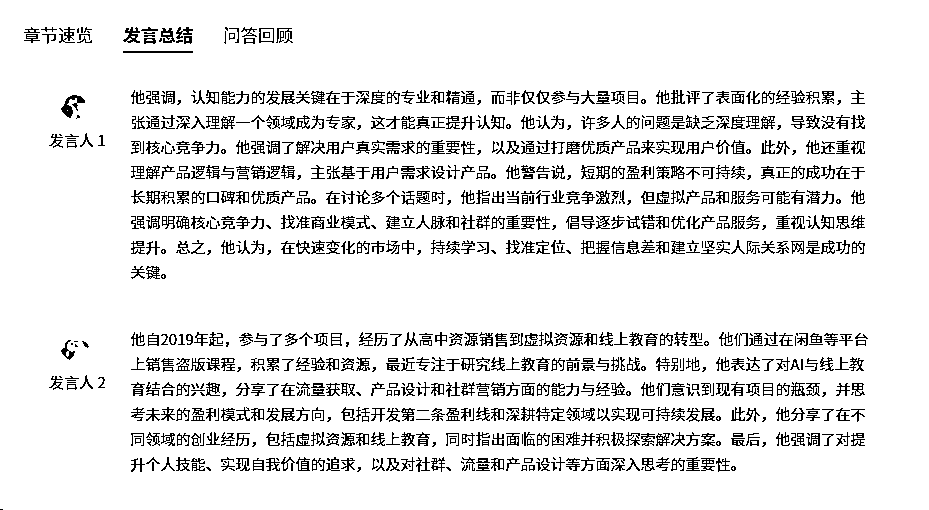 章节速览 发言总结 问答回顾
发言人 1
他强调，认知能力的发展关键在于深度的专业和精通，而非仅仅参与大量项目。他批评了表面化的经验积累，主
张通过深入理解一个领域成为专家，这才能真正提升认知。他认为，许多人的问题是缺乏深度理解，导致没有找
到核心竞争力。他强调了解决用户真实需求的重要性，以及通过打磨优质产品来实现用户价值。此外，他还重视
理解产品逻辑与营销逻辑，主张基于用户需求设计产品。他警告说，短期的盈利策略不可持续，真正的成功在于
长期积累的口碑和优质产品。在讨论多个话题时，他指出当前行业竞争激烈，但虚拟产品和服务可能有潜力。他
强调明确核心竞争力、找准商业模式、建立人脉和社群的重要性，倡导逐步试错和优化产品服务，重视认知思维
提升。总之，他认为，在快速变化的市场中，持续学习、找准定位、把握信息差和建立坚实人际关系网是成功的
关键。
发言人 2
他自2019年起，参与了多个项目，经历了从高中资源销售到虚拟资源和线上教育的转型。他们通过在闲鱼等平台
上销售盗版课程，积累了经验和资源，最近专注于研究线上教育的前景与挑战。特别地，他表达了对AI与线上教
育结合的兴趣，分享了在流量获取、产品设计和社群营销方面的能力与经验。他们意识到现有项目的瓶颈，并思
考未来的盈利模式和发展方向，包括开发第二条盈利线和深耕特定领域以实现可持续发展。此外，他分享了在不
同领域的创业经历，包括虚拟资源和线上教育，同时指出面临的困难并积极探索解决方案。最后，他强调了对提
升个人技能、实现自我价值的追求，以及对社群、流量和产品设计等方面深入思考的重要性。